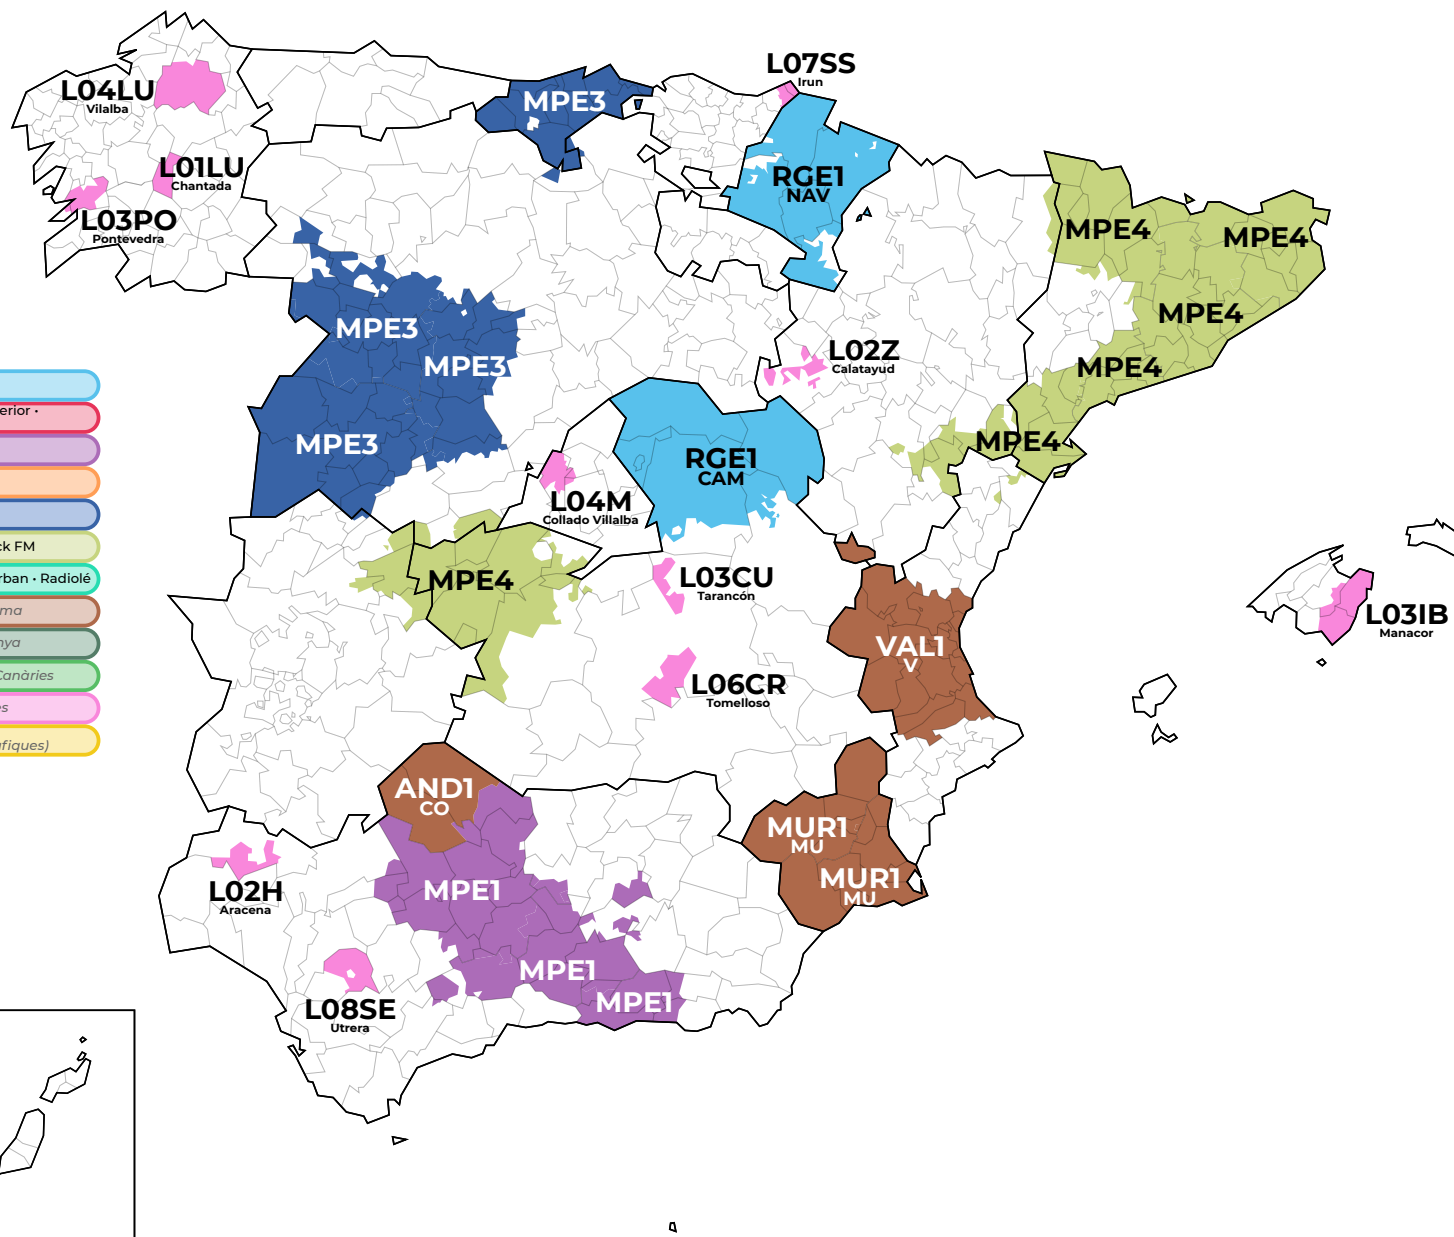 L07SS
Irun
L04LU
Vilalba
MPE3
L01LU
Chantada
RGE1
NAV
L03PO
Pontevedra
MPE4
MPE4
MPE4
MPE3
L02Z
Calatayud
MPE3
MPE4
erior •
MPE3
MPE4
RGE1
CAM
L04M
Collado Villalba
ck FM
rban • Radiolé
MPE4
L03CU
Tarancón
ma
L03IB
Manacor
nya
VAL1
V
Canàries
L06CR
Tomelloso
es
àfiques)
AND1
CO
MUR1
MU
L02H
Aracena
MPE1
MUR1
MU
MPE1
MPE1
L08SE
Utrera